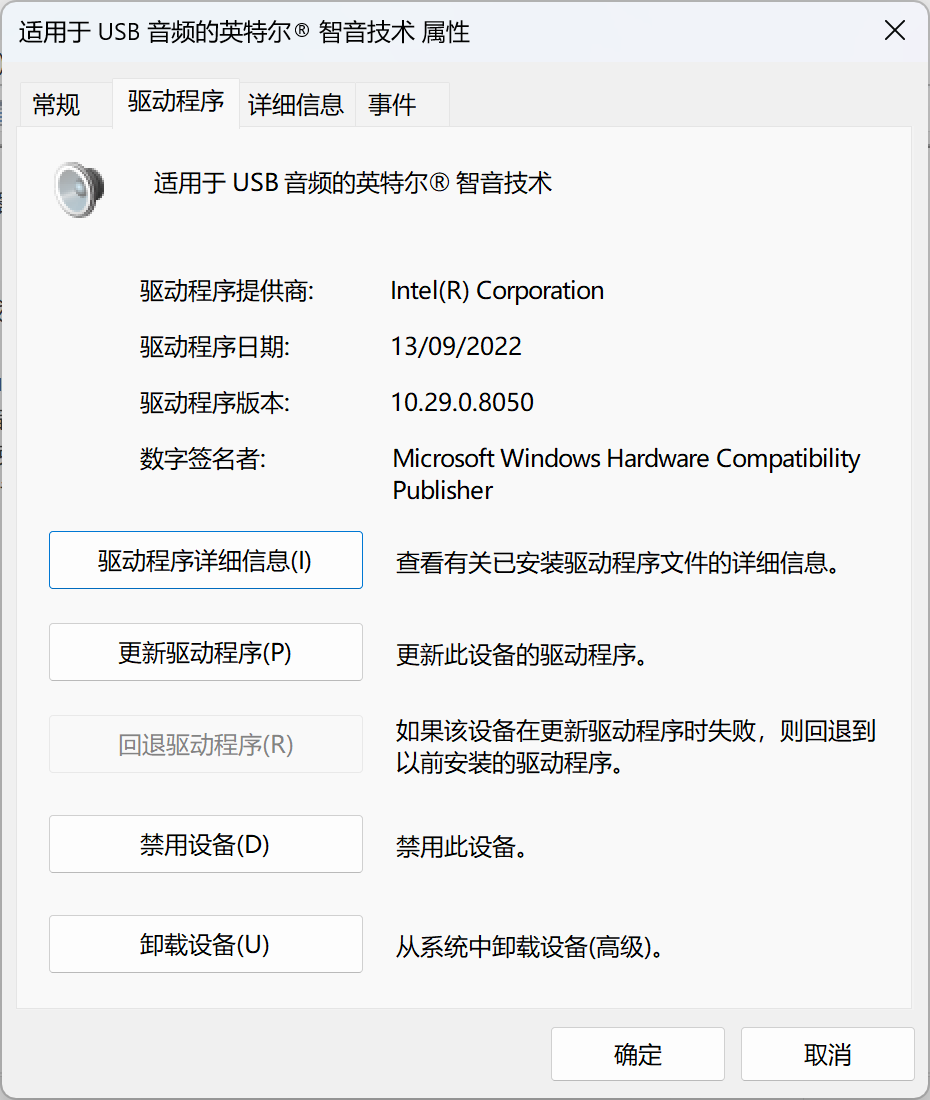 适用于 USB 音频的英特尔® 智音技术 属性
常规 驱动程序 详细信息 事件
适用于 USB 音频的英特尔® 智音技术
驱动程序提供商: Intel(R) Corporation
驱动程序日期: 13/09/2022
驱动程序版本: 10.29.0.8050
数字签名者: Microsoft Windows Hardware Compatibility
Publisher
驱动程序详细信息(I) 查看有关已安装驱动程序文件的详细信息。
更新驱动程序(P) 更新此设备的驱动程序。
回退驱动程序(R) 如果该设备在更新驱动程序时失败，则回退到
以前安装的驱动程序。
禁用设备(D) 禁用此设备。
卸载设备(U) 从系统中卸载设备(高级)。
确定 取消